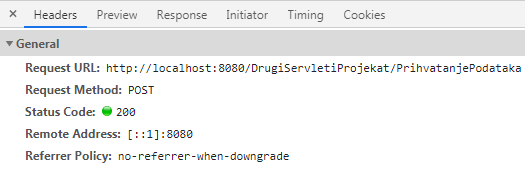 Headers Preview Response Initiator Timing Cookies
General
Request URL: http://localhost:8080/DrugiServletiProjekat/PrihvatanjePodataka
Request Method: POST
Status Code: 200
Remote Address: [::1]:8080
Referrer Policy: no-referrer-when-downgrade